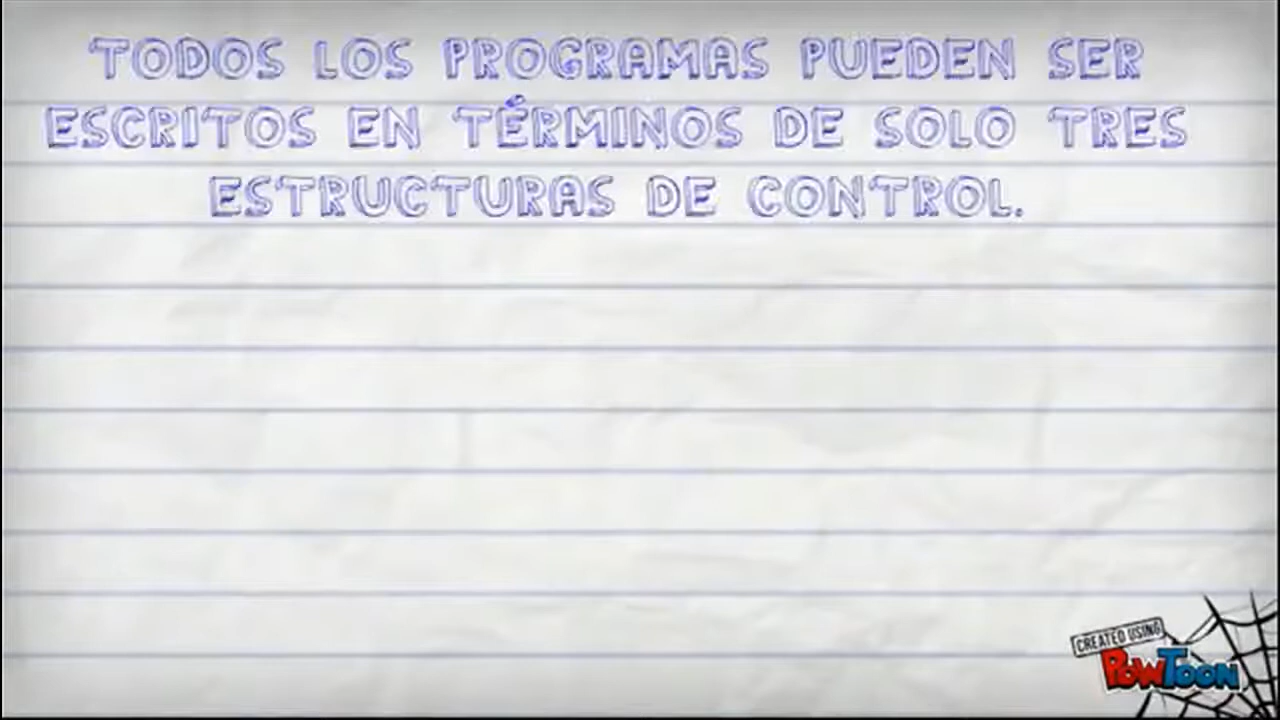 TODOS LOS PROGRAMAS PUEDEN SER
ESCRITOS EN TÉRMINOS DE SOLO TRES
ESTRUCTURAS DE CONTROL.
CREATED USING
POWTOON